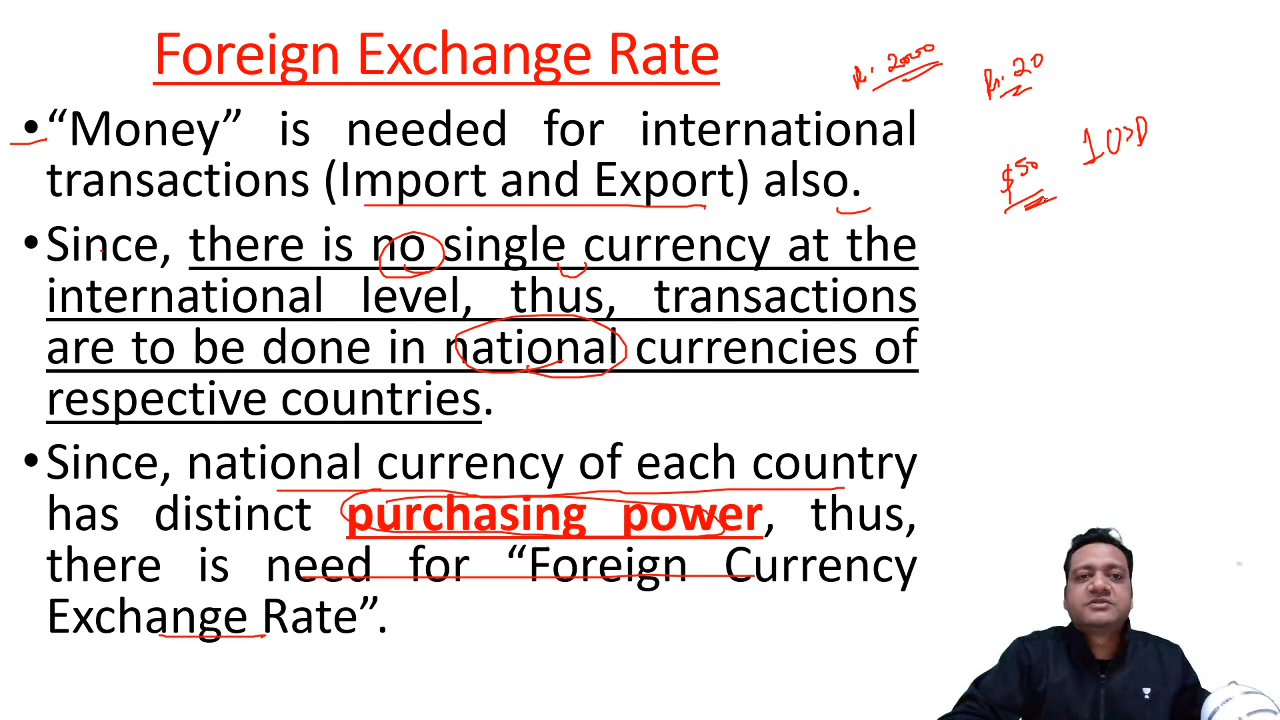 Foreign Exchange Rate
• “Money” is needed for international
transactions (Import and Export) also.
• Since, there is no single currency at the
international level, thus, transactions
are to be done in national currencies of
respective countries.
• Since, national currency of each country
has distinct purchasing power, thus,
there is need for “Foreign Currency
Exchange Rate”.
Rs. 20
$50